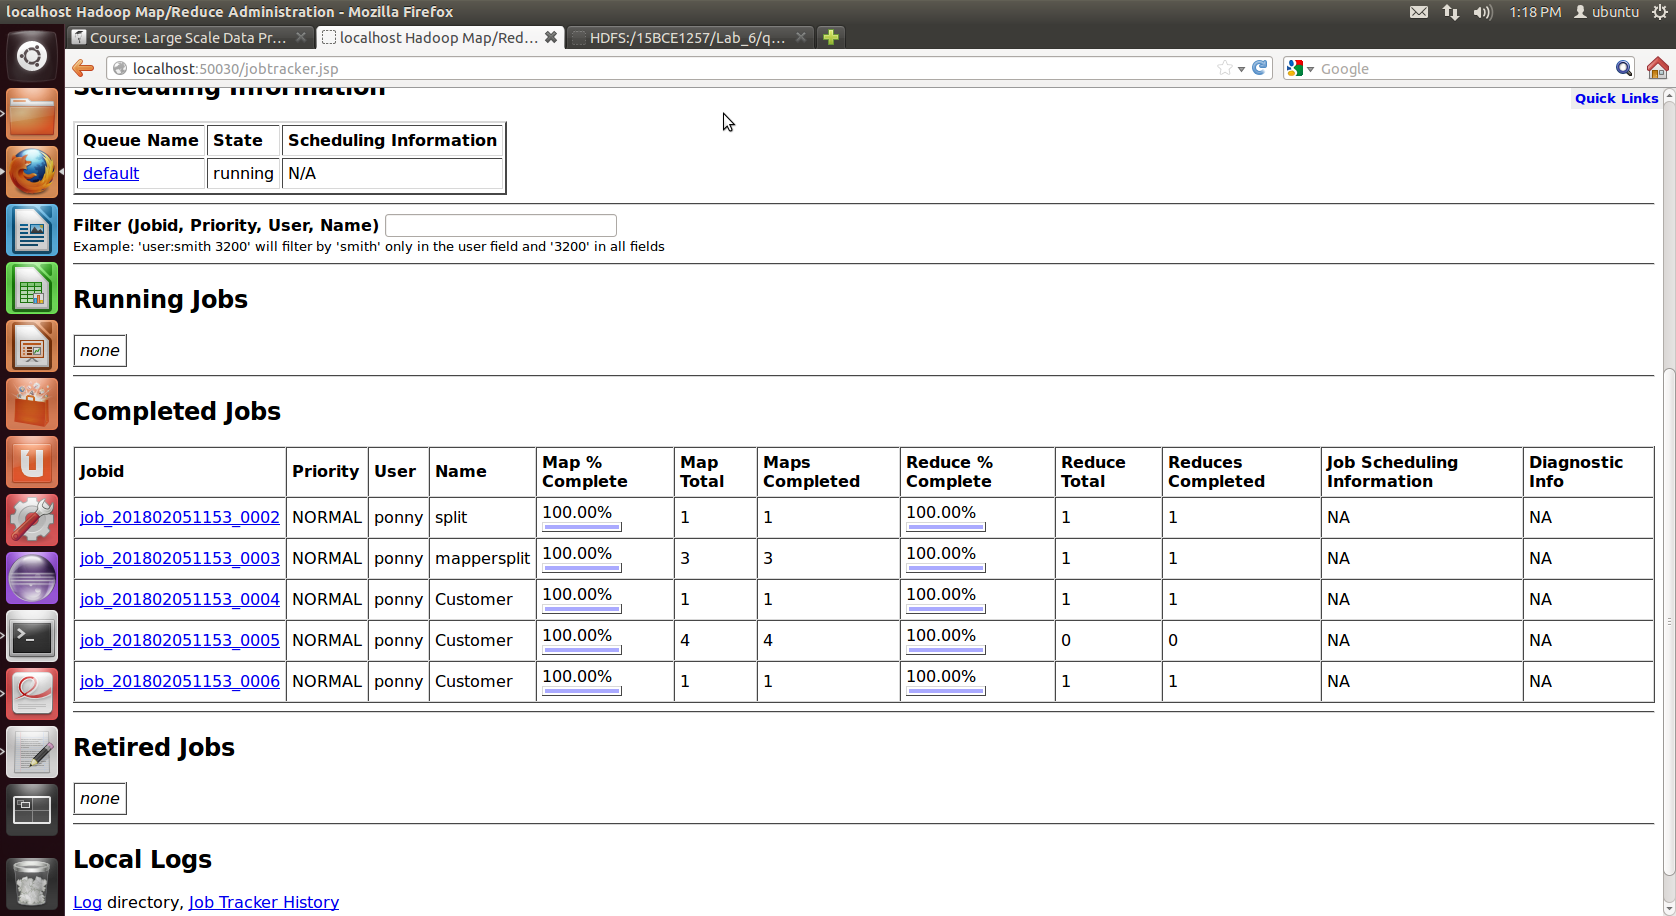 localhost Hadoop Map/Reduce Administration - Mozilla Firefox
1:18 PM ubuntu
Course: Large Scale Data Pr...
localhost Hadoop Map/Red...
HDFS:/15BCE1257/Lab_6/q...
localhost:50030/jobtracker.jsp
Google
Scheduling Information
Quick Links
Queue Name State Scheduling Information
default running N/A
Filter (Jobid, Priority, User, Name)
Example: 'user:smith 3200' will filter by 'smith' only in the user field and '3200' in all fields
Running Jobs
none
Completed Jobs
Jobid Priority User Name Map % Complete Map Total Maps Completed Reduce % Complete Reduce Total Reduces Completed Job Scheduling Information Diagnostic Info
job_201802051153_0002 NORMAL ponny split 100.00% 1 1 100.00% 1 1 NA NA
job_201802051153_0003 NORMAL ponny mappersplit 100.00% 3 3 100.00% 1 1 NA NA
job_201802051153_0004 NORMAL ponny Customer 100.00% 1 1 100.00% 1 1 NA NA
job_201802051153_0005 NORMAL ponny Customer 100.00% 4 4 100.00% 0 0 NA NA
job_201802051153_0006 NORMAL ponny Customer 100.00% 1 1 100.00% 1 1 NA NA
Retired Jobs
none
Local Logs
Log directory, Job Tracker History